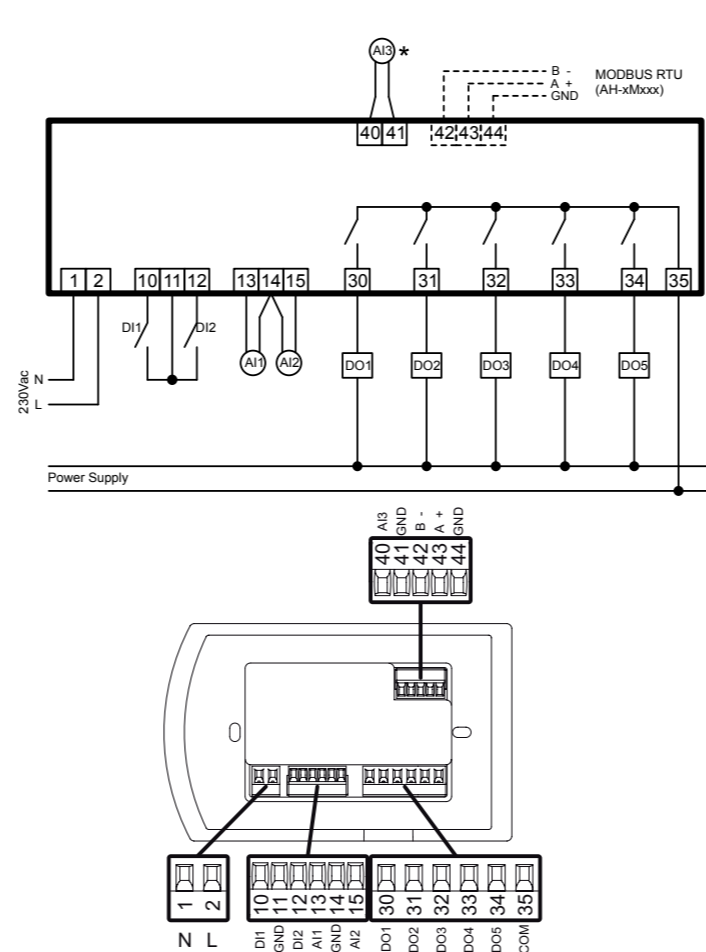 AI3 *
B -
A +
GND
MODBUS RTU
(AH-xMxxx)
40 41 42 43 44
1 2 10 11 12 13 14 15 30 31 32 33 34 35
DI1 DI2
AI1 AI2
DO1 DO2 DO3 DO4 DO5
230Vac
N
L
Power Supply
AI3 GND B - A + GND
40 41 42 43 44
1 2 10 11 12 13 14 15 30 31 32 33 34 35
N L DI1 GND DI2 AI1 GND AI2 DO1 DO2 DO3 DO4 DO5 COM